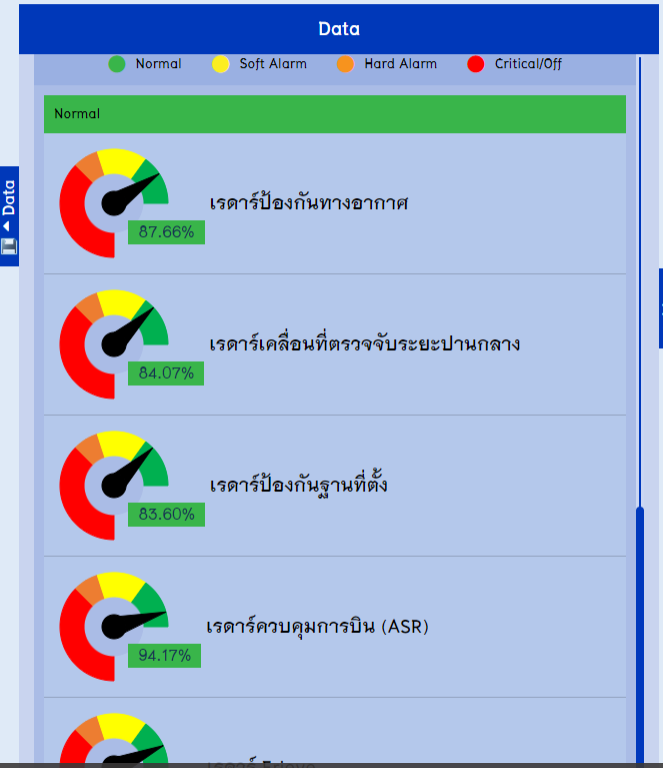 Data
Normal Soft Alarm Hard Alarm Critical/Off
Normal
เรดาร์ป้องกันทางอากาศ
87.66%
เรดาร์เคลื่อนที่ตรวจจับระยะปานกลาง
84.07%
เรดาร์ป้องกันฐานที่ตั้ง
83.60%
เรดาร์ควบคุมการบิน (ASR)
94.17%
เรดาร์
Data